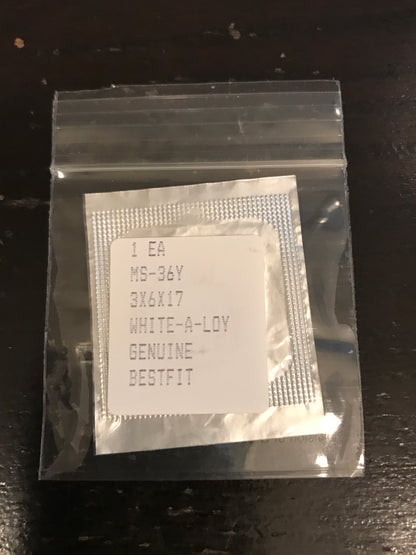 1 EA
MS-36Y
3X6X17
WHITE-A-LOY
GENUINE
BESTFIT